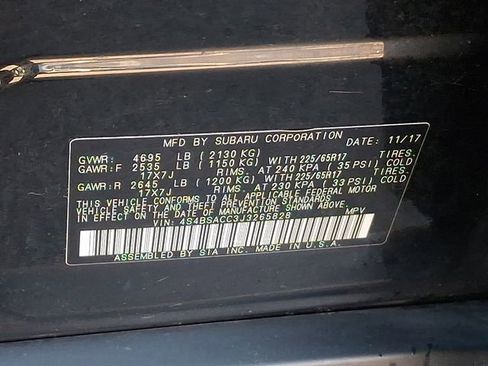 MFD BY SUBARU CORPORATION DATE: 11/17
GVWR: 4695 LB (2130 KG)
GAWR:F 2535 LB (1150 KG) WITH 225/65R17 TIRES.
17X7J RIMS. AT 240 KPA (35 PSI) COLD
GAWR:R 2645 LB (1200 KG) WITH 225/65R17 TIRES.
17X7J RIMS. AT 230 KPA (33 PSI) COLD
THIS VEHICLE CONFORMS TO ALL APPLICABLE FEDERAL MOTOR
VEHICLE SAFETY AND THEFT PREVENTION STANDARDS
IN EFFECT ON THE DATE OF MANUFACTURE SHOWN ABOVE.
VIN: 4S4BSACC3J3265828 MPV
ASSEMBLED BY SIA INC. MADE IN U.S.A.